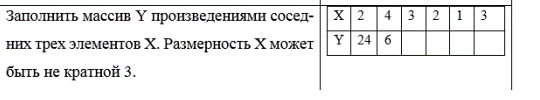 Заполнить массив Y произведениями сосед-
них трех элементов X. Размерность X может
быть не кратной 3.
X 2 4 3 2 1 3
Y 24 6